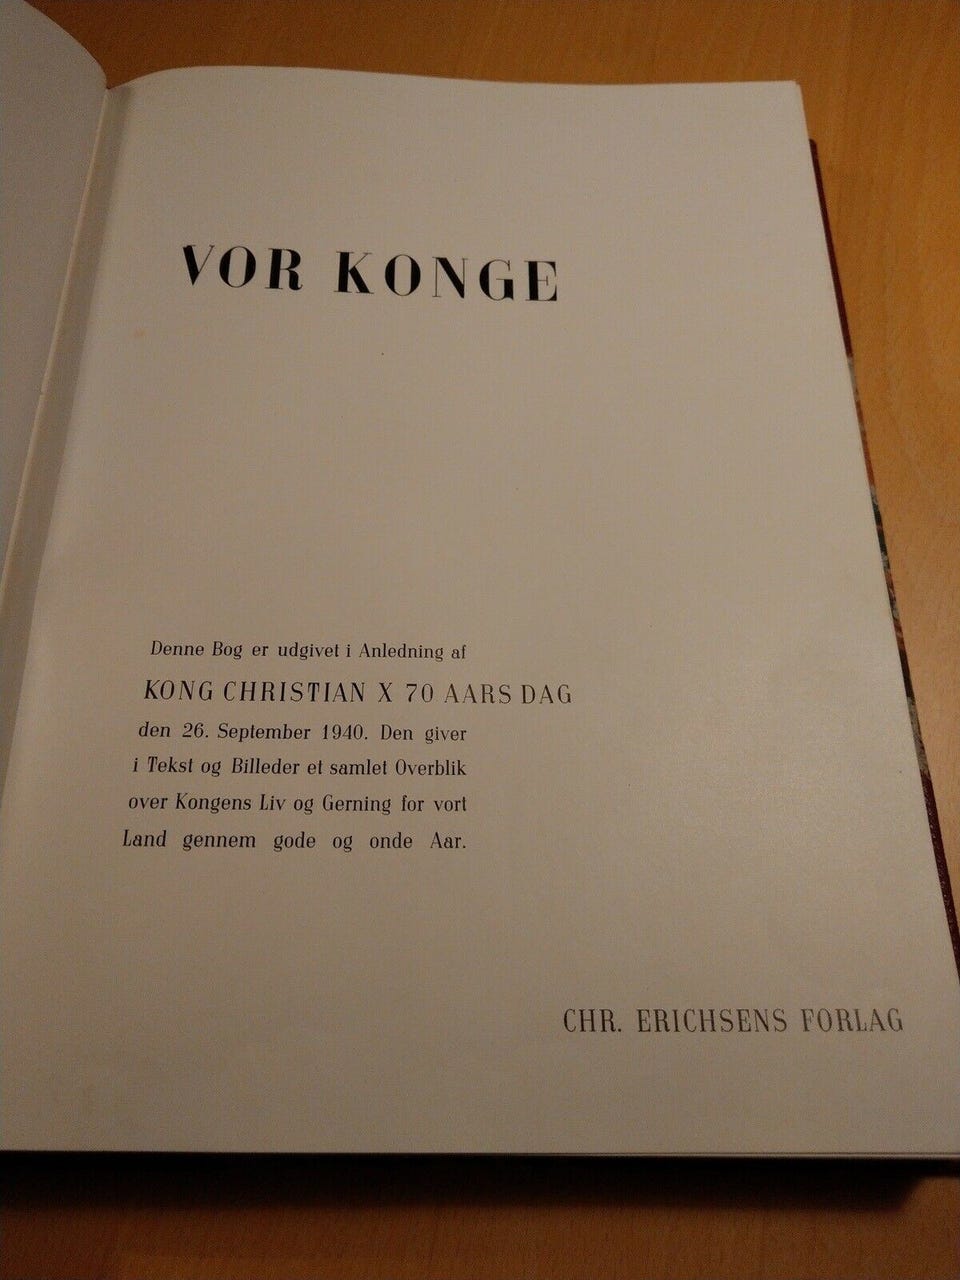 VOR KONGE
Denne Bog er udgivet i Anledning af
KONG CHRISTIAN X 70 AARS DAG
den 26. September 1940. Den giver
i Tekst og Billeder et samlet Overblik
over Kongens Liv og Gerning for vort
Land gennem gode og onde Aar.
CHR. ERICHSENS FORLAG